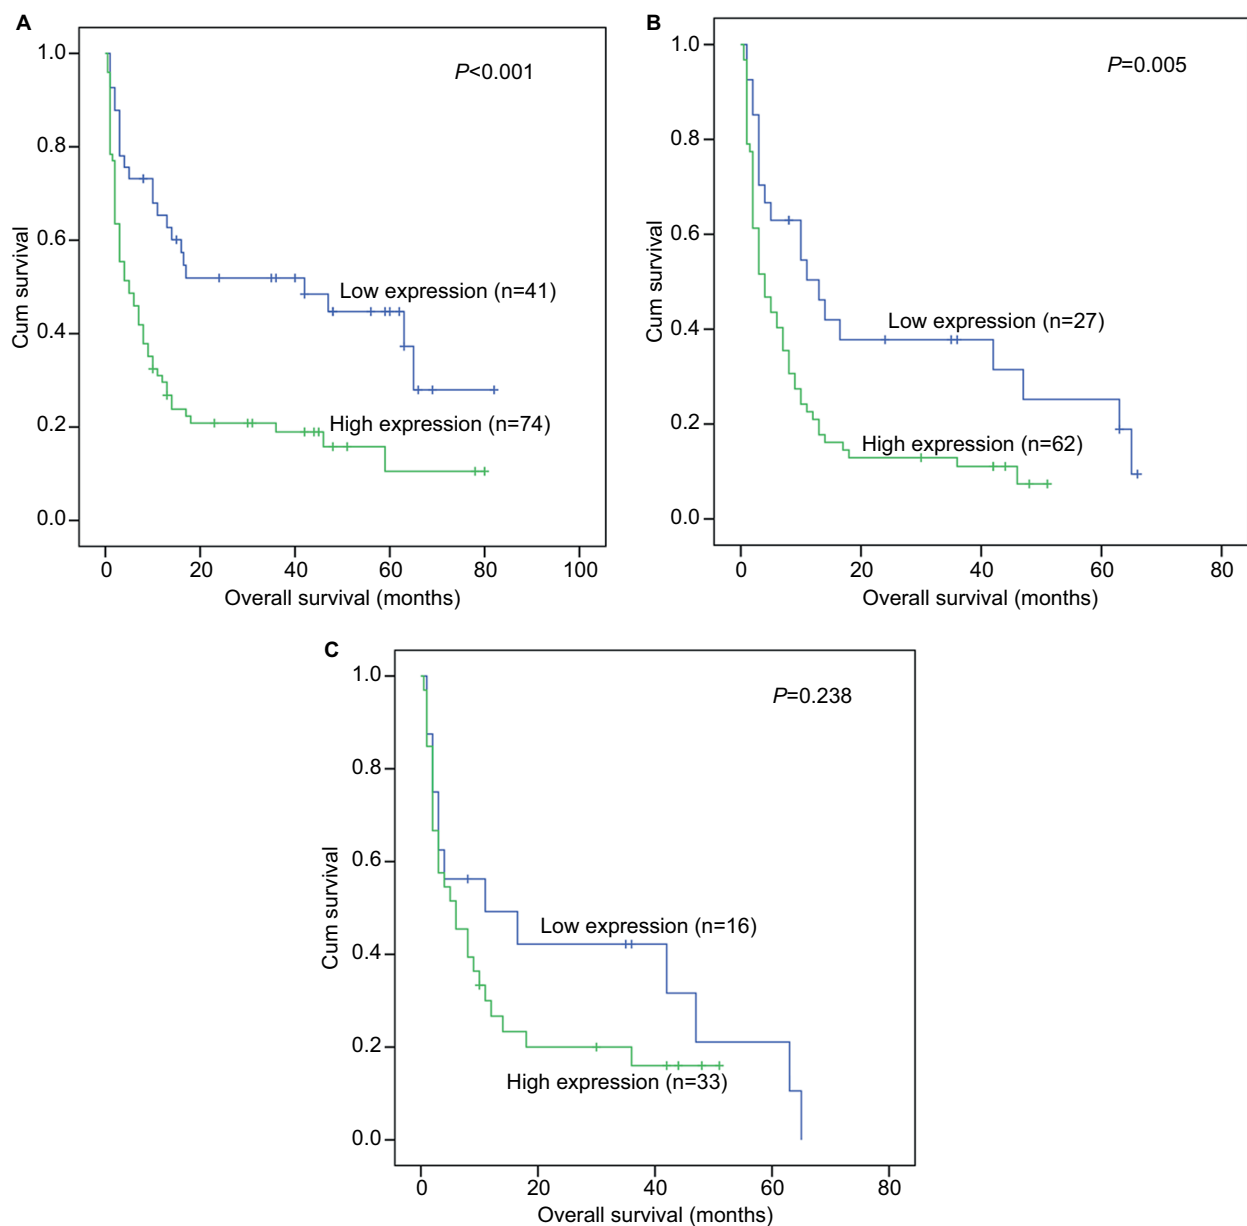 A
P<0.001
1.0
0.8
0.6
0.4
0.2
0.0
Cum survival
Low expression (n=41)
High expression (n=74)
0 20 40 60 80 100
Overall survival (months)
B
P=0.005
1.0
0.8
0.6
0.4
0.2
0.0
Cum survival
Low expression (n=27)
High expression (n=62)
0 20 40 60 80
Overall survival (months)
C
P=0.238
1.0
0.8
0.6
0.4
0.2
0.0
Cum survival
Low expression (n=16)
High expression (n=33)
0 20 40 60 80
Overall survival (months)